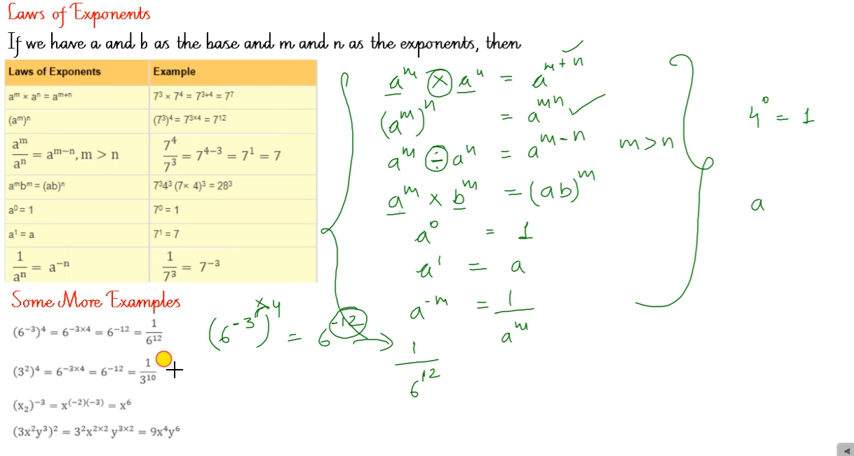 Laws of Exponents
If we have a and b as the base and m and n as the exponents, then
Laws of Exponents Example
aᵐ × aⁿ = aᵐ⁺ⁿ 7³ × 7⁴ = 7³⁺⁴ = 7⁷
(aᵐ)ⁿ (7³)⁴ = 7³ˣ⁴ = 7¹²
aᵐ/aⁿ = aᵐ⁻ⁿ, m > n 7⁴/7³ = 7⁴⁻³ = 7¹ = 7
aᵐbᵐ = (ab)ⁿ 7³4³ (7× 4)³ = 28³
a⁰ = 1 7⁰ = 1
a¹ = a 7¹ = 7
1/aⁿ = a⁻ⁿ 1/7³ = 7⁻³
Some More Examples
(6⁻³)⁴ = 6⁻³ˣ⁴ = 6⁻¹² = 1/6¹²
(3²)⁴ = 6⁻³ˣ⁴ = 6⁻¹² = 1/3¹⁰
(x₂)⁻³ = x⁽⁻²⁾⁽⁻³⁾ = x⁶
(3x²y³)² = 3²x²ˣ² y³ˣ² = 9x⁴y⁶
aᵐ × aⁿ = aᵐ⁺ⁿ
(aᵐ)ⁿ = aᵐⁿ
aᵐ ÷ aⁿ = aᵐ⁻ⁿ m > n
aᵐ × bᵐ = (ab)ᵐ
a⁰ = 1
a¹ = a
a⁻ᵐ = 1/aᵐ
(6⁻³)ˣ⁴ = 6⁻¹² → 1/6¹²
4⁰ = 1
a